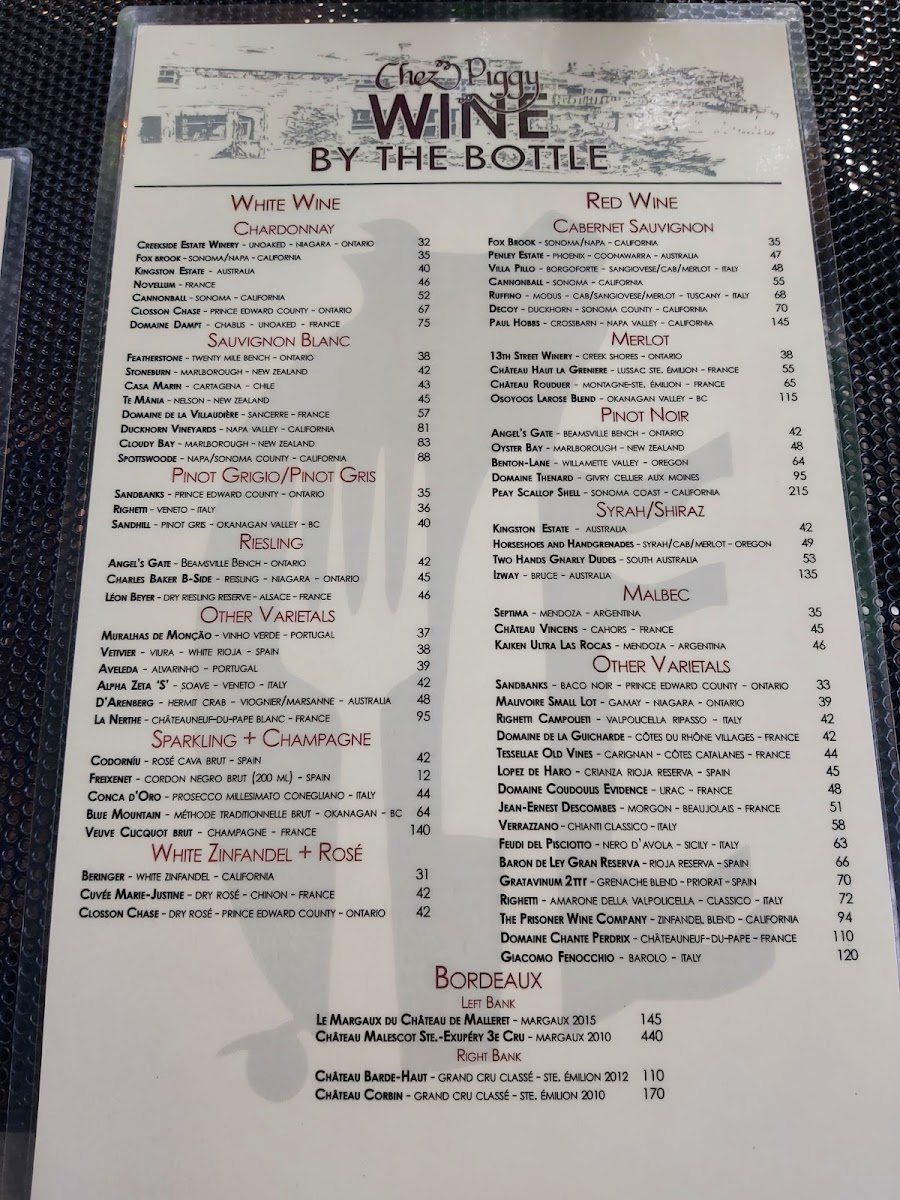 Chez Piggy
WINE
BY THE BOTTLE
WHITE WINE
CHARDONNAY
CREEKSIDE ESTATE WINERY - UNOAKED - NIAGARA - ONTARIO 32
FOX BROOK - SONOMA/NAPA - CALIFORNIA 35
KINGSTON ESTATE - AUSTRALIA 40
NOVELLUM - FRANCE 46
CANNONBALL - SONOMA - CALIFORNIA 52
CLOSSON CHASE - PRINCE EDWARD COUNTY - ONTARIO 67
DOMAINE DAMPT - CHABLIS - UNOAKED - FRANCE 75
SAUVIGNON BLANC
FEATHERSTONE - TWENTY MILE BENCH - ONTARIO 38
STONEBURN - MARLBOROUGH - NEW ZEALAND 42
CASA MARIN - CARTAGENA - CHILE 43
TE MĀNIA - NELSON - NEW ZEALAND 45
DOMAINE DE LA VILLAUDIÈRE - SANCERRE - FRANCE 57
DUCKHORN VINEYARDS - NAPA VALLEY - CALIFORNIA 81
CLOUDY BAY - MARLBOROUGH - NEW ZEALAND 83
SPOTTSWOODE - NAPA/SONOMA COUNTY - CALIFORNIA 88
PINOT GRIGIO/PINOT GRIS
SANDBANKS - PRINCE EDWARD COUNTY - ONTARIO 35
RIGHETTI - VENETO - ITALY 36
SANDHILL - PINOT GRIS - OKANAGAN VALLEY - BC 40
RIESLING
ANGEL'S GATE - BEAMSVILLE BENCH - ONTARIO 42
CHARLES BAKER B-SIDE - REISLING - NIAGARA - ONTARIO 45
LÉON BEYER - DRY RIESLING RESERVE - ALSACE - FRANCE 46
OTHER VARIETALS
MURALHAS DE MONÇÃO - VINHO VERDE - PORTUGAL 37
VETIVIER - VIURA - WHITE RIOJA - SPAIN 38
AVELEDA - ALVARINHO - PORTUGAL 39
ALPHA ZETA 'S' - SOAVE - VENETO - ITALY 42
D'ARENBERG - HERMIT CRAB - VIOGNIER/MARSANNE - AUSTRALIA 48
LA NERTHE - CHÂTEAUNEUF-DU-PAPE BLANC - FRANCE 95
SPARKLING + CHAMPAGNE
CODORNÍU - ROSÉ CAVA BRUT - SPAIN 42
FREIXENET - CORDON NEGRO BRUT (200 ML) - SPAIN 12
CONCA D'ORO - PROSECCO MILLESIMATO CONEGLIANO - ITALY 44
BLUE MOUNTAIN - MÉTHODE TRADITIONNELLE BRUT - OKANAGAN - BC 64
VEUVE CLICQUOT BRUT - CHAMPAGNE - FRANCE 140
WHITE ZINFANDEL + ROSÉ
BERINGER - WHITE ZINFANDEL - CALIFORNIA 31
CUVÉE MARIE-JUSTINE - DRY ROSÉ - CHINON - FRANCE 42
CLOSSON CHASE - DRY ROSÉ - PRINCE EDWARD COUNTY - ONTARIO 42
RED WINE
CABERNET SAUVIGNON
FOX BROOK - SONOMA/NAPA - CALIFORNIA 35
PENLEY ESTATE - PHOENIX - COONAWARRA - AUSTRALIA 47
VILLA PILLO - BORGOFORTE - SANGIOVESE/CAB/MERLOT - ITALY 48
CANNONBALL - SONOMA - CALIFORNIA 55
RUFFINO - MODUS - CAB/SANGIOVESE/MERLOT - TUSCANY - ITALY 68
DECOY - DUCKHORN - SONOMA COUNTY - CALIFORNIA 70
PAUL HOBBS - CROSSBARN - NAPA VALLEY - CALIFORNIA 145
MERLOT
13TH STREET WINERY - CREEK SHORES - ONTARIO 38
CHÂTEAU HAUT LA GRENIERE - LUSSAC STE. ÉMILION - FRANCE 55
CHÂTEAU ROUDIER - MONTAGNE-STE. ÉMILION - FRANCE 65
OSOYOOS LAROSE BLEND - OKANAGAN VALLEY - BC 115
PINOT NOIR
ANGEL'S GATE - BEAMSVILLE BENCH - ONTARIO 42
OYSTER BAY - MARLBOROUGH - NEW ZEALAND 48
BENTON-LANE - WILLAMETTE VALLEY - OREGON 64
DOMAINE THENARD - GIVRY CELLIER AUX MOINES 95
PEAY SCALLOP SHELL - SONOMA COAST - CALIFORNIA 215
SYRAH/SHIRAZ
KINGSTON ESTATE - AUSTRALIA 42
HORSESHOES AND HANDGRENADES - SYRAH/CAB/MERLOT - OREGON 49
TWO HANDS GNARLY DUDES - SOUTH AUSTRALIA 53
IZWAY - BRUCE - AUSTRALIA 135
MALBEC
SEPTIMA - MENDOZA - ARGENTINA 35
CHÂTEAU VINCENS - CAHORS - FRANCE 45
KAIKEN ULTRA LAS ROCAS - MENDOZA - ARGENTINA 46
OTHER VARIETALS
SANDBANKS - BACO NOIR - PRINCE EDWARD COUNTY - ONTARIO 33
MALIVOIRE SMALL LOT - GAMAY - NIAGARA - ONTARIO 39
RIGHETTI CAMPOLIETI - VALPOLICELLA RIPASSO - ITALY 42
DOMAINE DE LA GUICHARDE - CÔTES DU RHÔNE VILLAGES - FRANCE 42
TESSELLAE OLD VINES - CARIGNAN - CÔTES CATALANES - FRANCE 44
LOPEZ DE HARO - CRIANZA RIOJA RESERVA - SPAIN 45
DOMAINE COUDOULIS EVIDENCE - LIRAC - FRANCE 48
JEAN-ERNEST DESCOMBES - MORGON - BEAUJOLAIS - FRANCE 51
VERRAZZANO - CHIANTI CLASSICO - ITALY 58
FEUDI DEL PISCIOTTO - NERO D'AVOLA - SICILY - ITALY 63
BARON DE LEY GRAN RESERVA - RIOJA RESERVA - SPAIN 66
GRATAVINUM 2πr - GRENACHE BLEND - PRIORAT - SPAIN 70
RIGHETTI - AMARONE DELLA VALPOLICELLA - CLASSICO - ITALY 72
THE PRISONER WINE COMPANY - ZINFANDEL BLEND - CALIFORNIA 94
DOMAINE CHANTE PERDRIX - CHÂTEAUNEUF-DU-PAPE - FRANCE 110
GIACOMO FENOCCHIO - BAROLO - ITALY 120
BORDEAUX
LEFT BANK
LE MARGAUX DU CHÂTEAU DE MALLERET - MARGAUX 2015 145
CHÂTEAU MALESCOT STE.-EXUPÉRY 3E CRU - MARGAUX 2010 440
RIGHT BANK
CHÂTEAU BARDE-HAUT - GRAND CRU CLASSÉ - STE. ÉMILION 2012 110
CHÂTEAU CORBIN - GRAND CRU CLASSÉ - STE. ÉMILION 2010 170